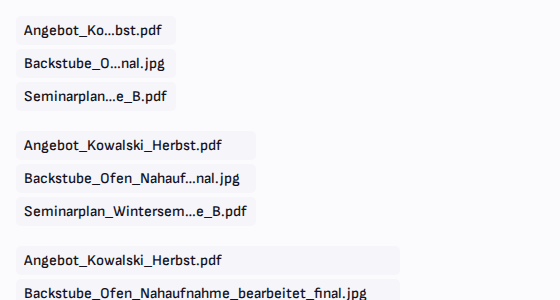 Angebot_Ko...bst.pdf
Backstube_O...nal.jpg
Seminarplan...e_B.pdf
Angebot_Kowalski_Herbst.pdf
Backstube_Ofen_Nahauf...nal.jpg
Seminarplan_Wintersem...e_B.pdf
Angebot_Kowalski_Herbst.pdf
Backstube_Ofen_Nahaufnahme_bearbeitet_final.jpg